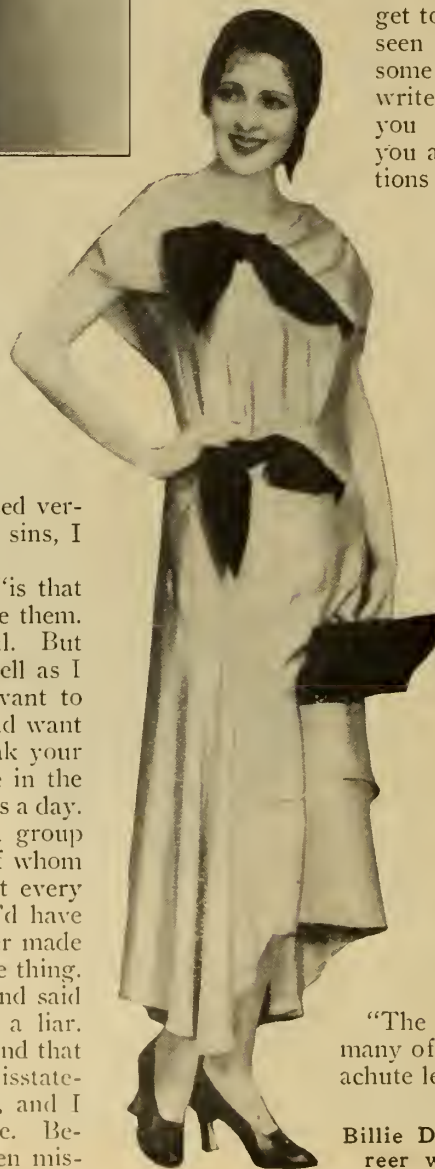 ed ver-
sins, I
"is that
e them.
l. But
ell as I
vant to
d want
ak your
e in the
s a day.
group
f whom
t every
'd have
r made
e thing.
nd said
a liar.
nd that
isstate-
, and I
e. Be-
en mis-
get to
seen
some
write
you
you a
tions
"The
many of
achute le
Billie D
reer w